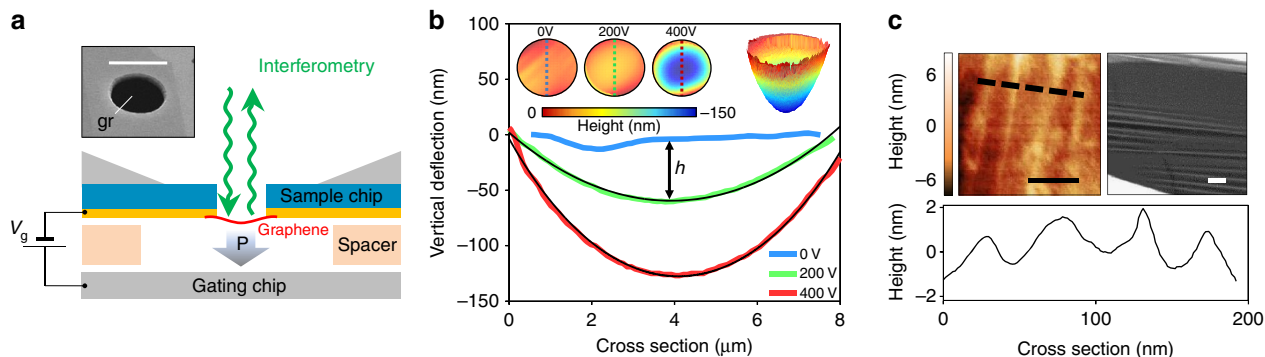 a
gr
Interferometry
Sample chip
Graphene
Vg
P
Spacer
Gating chip
b
Vertical deflection (nm)
100
50
0
−50
−100
−150
0V
200V
400V
0
−150
Height (nm)
h
0 V
200 V
400 V
0
2
4
6
8
Cross section (μm)
c
Height (nm)
6
0
−6
Height (nm)
2
0
−2
0
100
200
Cross section (nm)